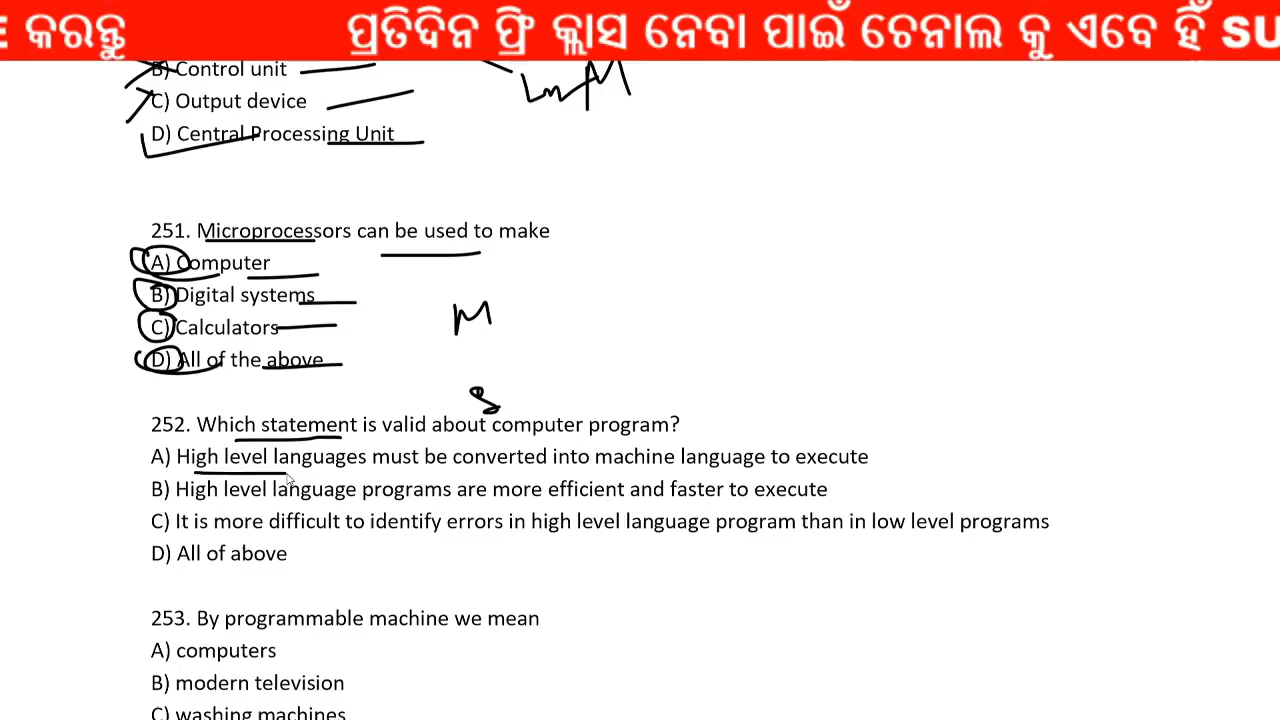 E କରନ୍ତୁ ପ୍ରତିଦିନ ଫ୍ରି କ୍ଲାସ ନେବା ପାଇଁ ଚେନାଲ କୁ ଏବେ ହିଁ SU
B) Control unit
C) Output device
D) Central Processing Unit
251. Microprocessors can be used to make
A) Computer
B) Digital systems
C) Calculators
M
D) All of the above
252. Which statement is valid about computer program?
A) High level languages must be converted into machine language to execute
B) High level language programs are more efficient and faster to execute
C) It is more difficult to identify errors in high level language program than in low level programs
D) All of above
253. By programmable machine we mean
A) computers
B) modern television
C) washing machines